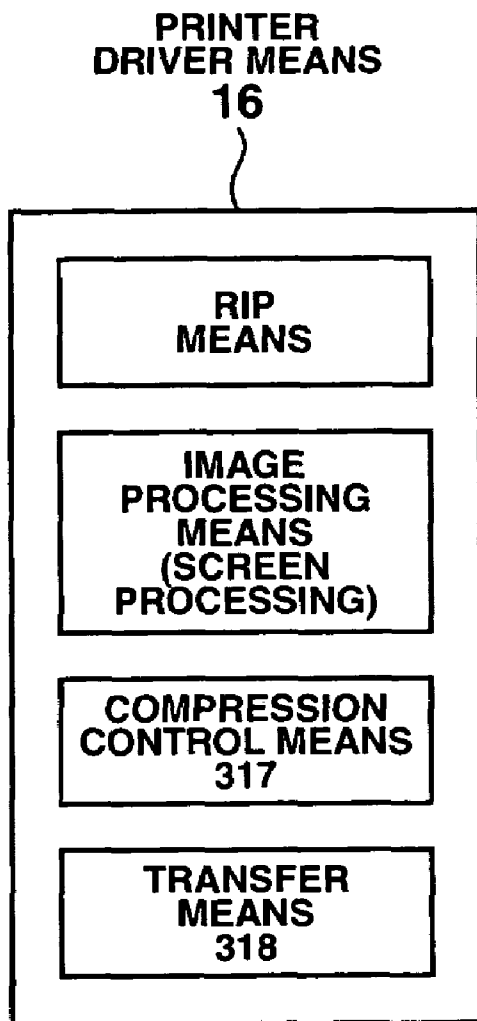 PRINTER
DRIVER MEANS
16
RIP
MEANS
IMAGE
PROCESSING
MEANS
(SCREEN
PROCESSING)
COMPRESSION
CONTROL MEANS
317
TRANSFER
MEANS
318